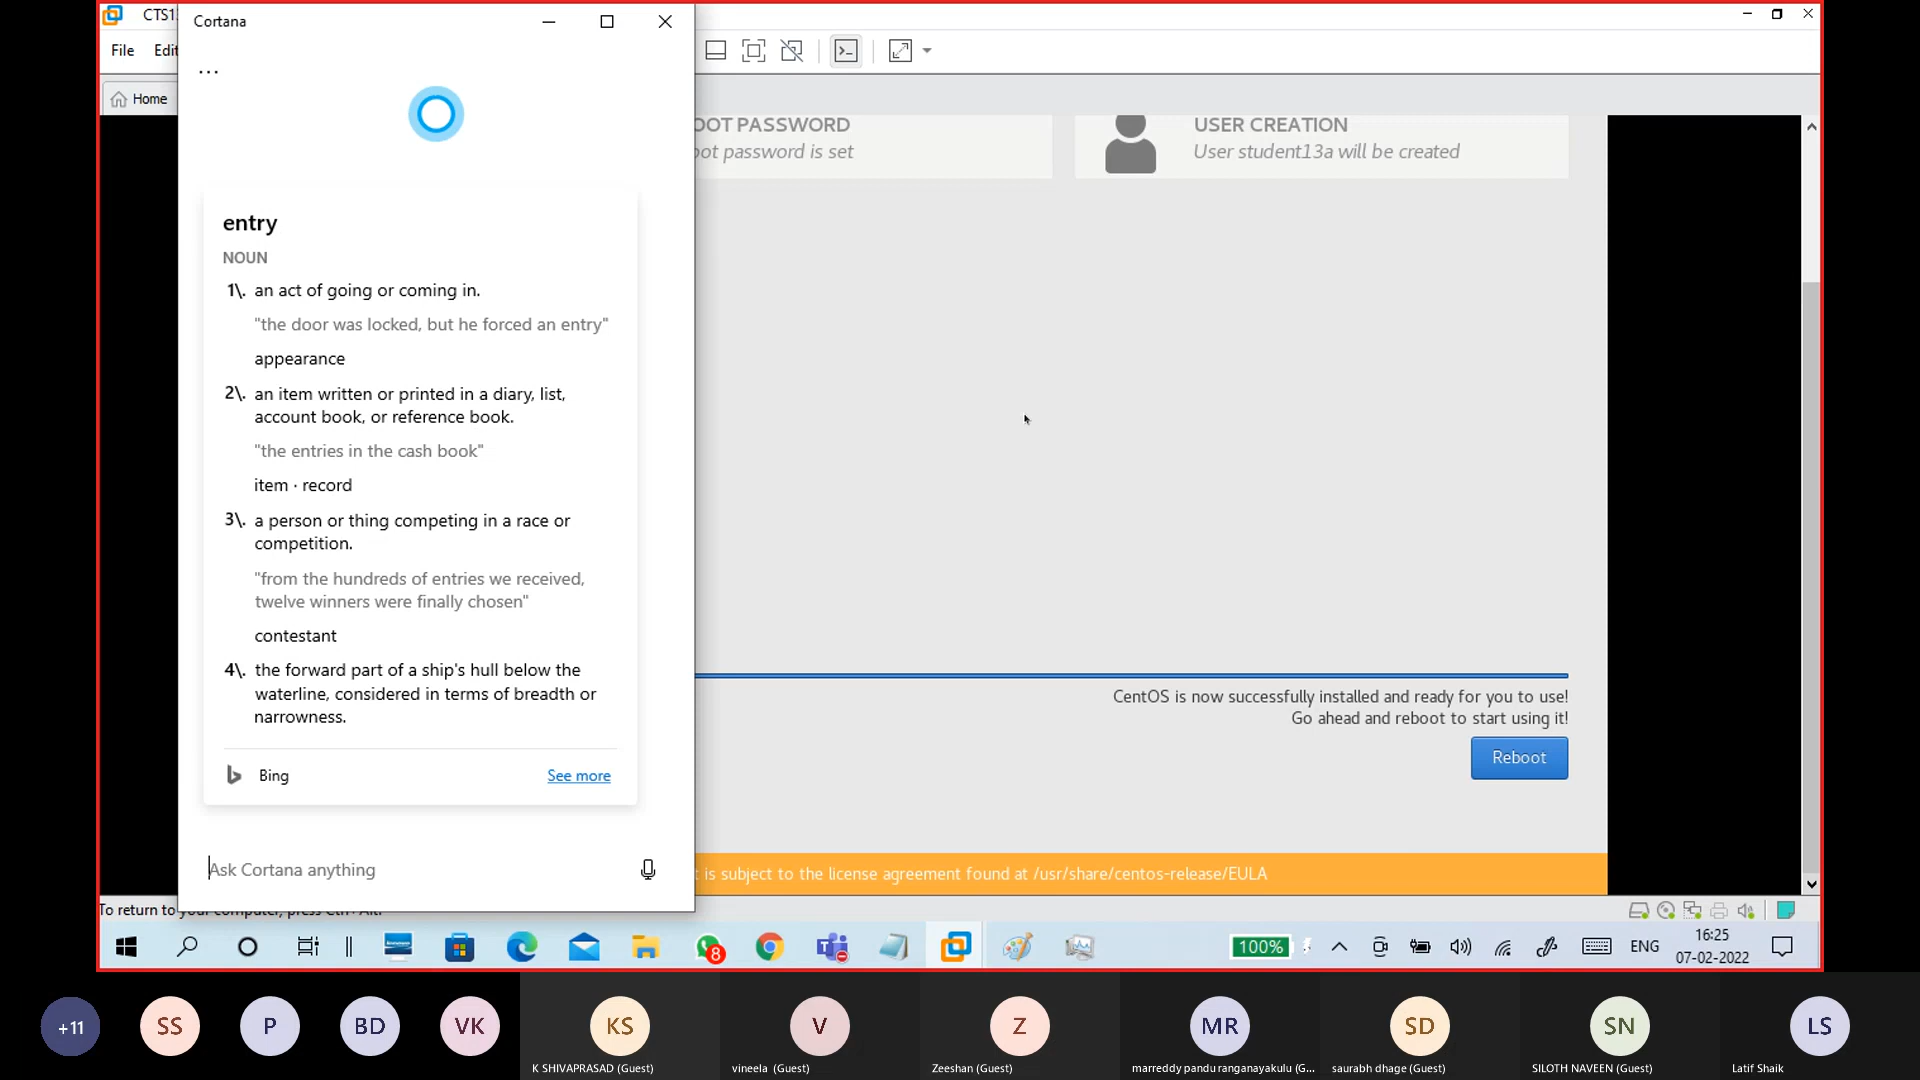 CTS1
Cortana
File Edit
...
Home
OOT PASSWORD
oot password is set
USER CREATION
User student13a will be created
entry
NOUN
1\. an act of going or coming in.
"the door was locked, but he forced an entry"
appearance
2\. an item written or printed in a diary, list,
account book, or reference book.
"the entries in the cash book"
item · record
3\. a person or thing competing in a race or
competition.
"from the hundreds of entries we received,
twelve winners were finally chosen"
contestant
4\. the forward part of a ship's hull below the
waterline, considered in terms of breadth or
narrowness.
Bing See more
Ask Cortana anything
CentOS is now successfully installed and ready for you to use!
Go ahead and reboot to start using it!
Reboot
t is subject to the license agreement found at /usr/share/centos-release/EULA
To return to your computer, press Ctrl+Alt.
8
100%
ENG
16:25
07-02-2022
+11 SS P BD VK KS V Z MR SD SN LS
K SHIVAPRASAD (Guest) vineela (Guest) Zeeshan (Guest) marreddy pandu ranganayakulu (G... saurabh dhage (Guest) SILOTH NAVEEN (Guest) Latif Shaik